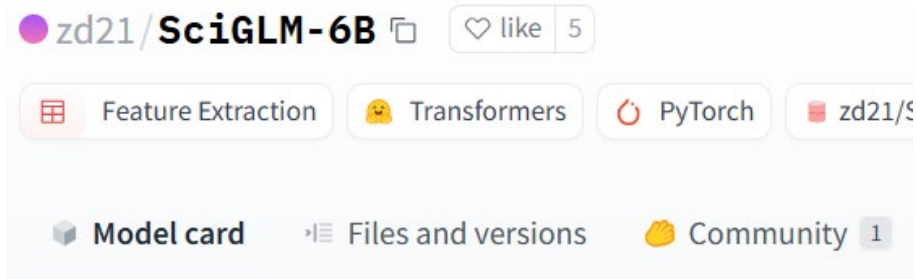 zd21/SciGLM-6B like 5
Feature Extraction Transformers PyTorch zd21/S
Model card Files and versions Community 1